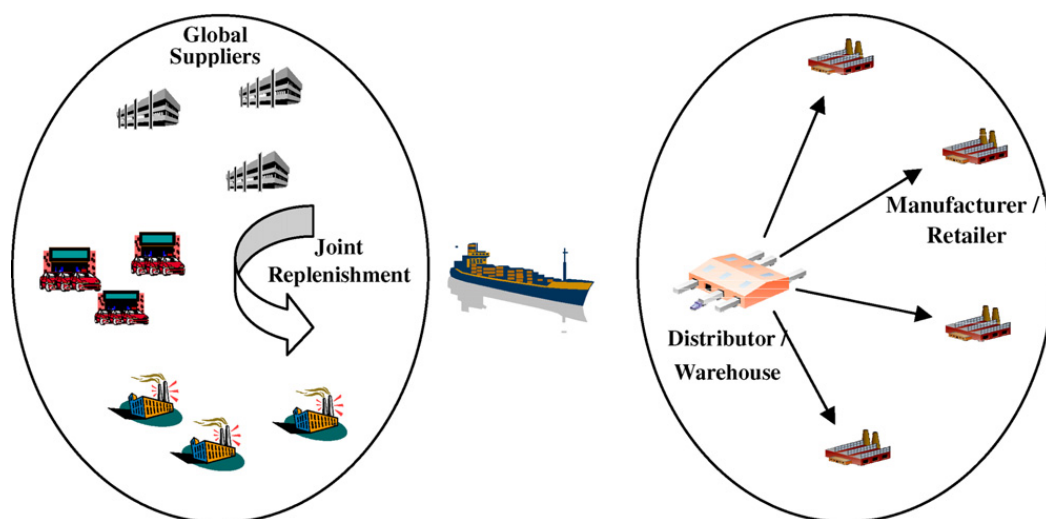 Global
Suppliers
Joint
Replenishment
Manufacturer /
Retailer
Distributor /
Warehouse